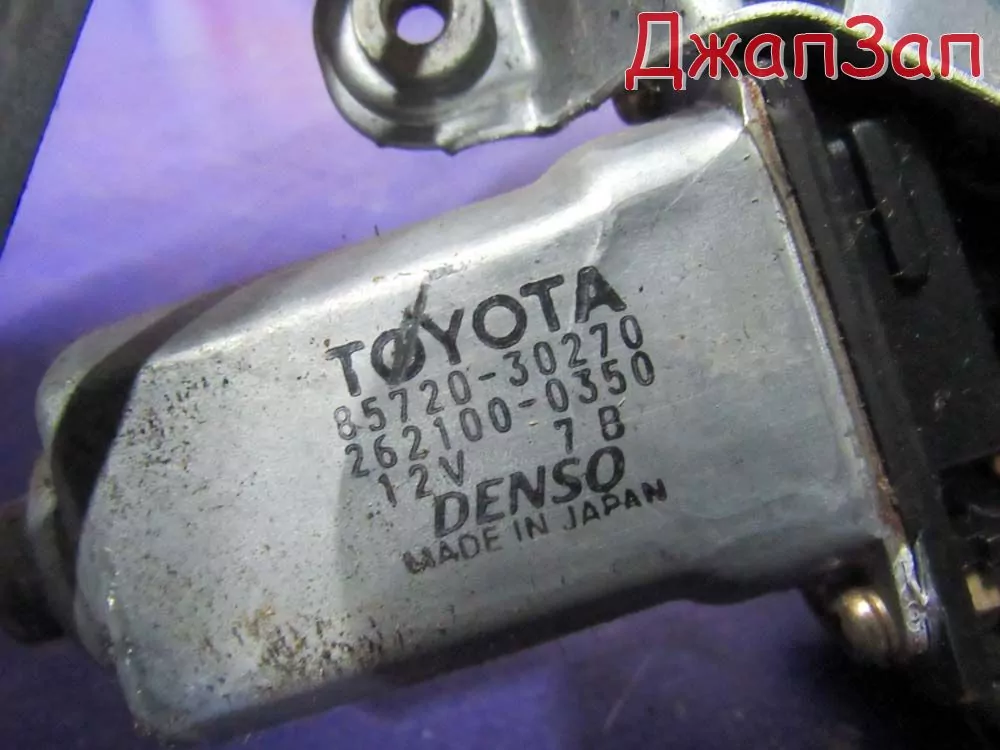 ДжапЗап
TOYOTA
85720-30270
262100-0350
12V 7B
DENSO
MADE IN JAPAN